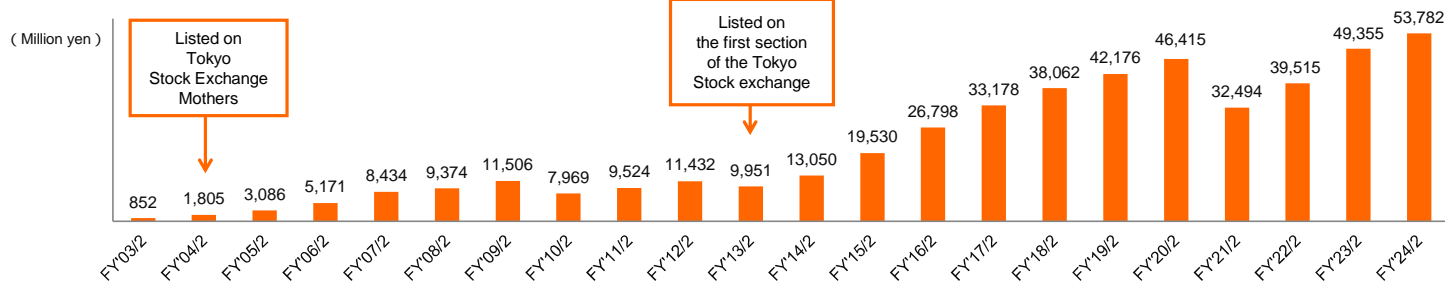 ( Million yen )
Listed on
Tokyo
Stock Exchange
Mothers
Listed on
the first section
of the Tokyo
Stock exchange
852
1,805
3,086
5,171
8,434
9,374
11,506
7,969
9,524
11,432
9,951
13,050
19,530
26,798
33,178
38,062
42,176
46,415
32,494
39,515
49,355
53,782
FY'03/2
FY'04/2
FY'05/2
FY'06/2
FY'07/2
FY'08/2
FY'09/2
FY'10/2
FY'11/2
FY'12/2
FY'13/2
FY'14/2
FY'15/2
FY'16/2
FY'17/2
FY'18/2
FY'19/2
FY'20/2
FY'21/2
FY'22/2
FY'23/2
FY'24/2